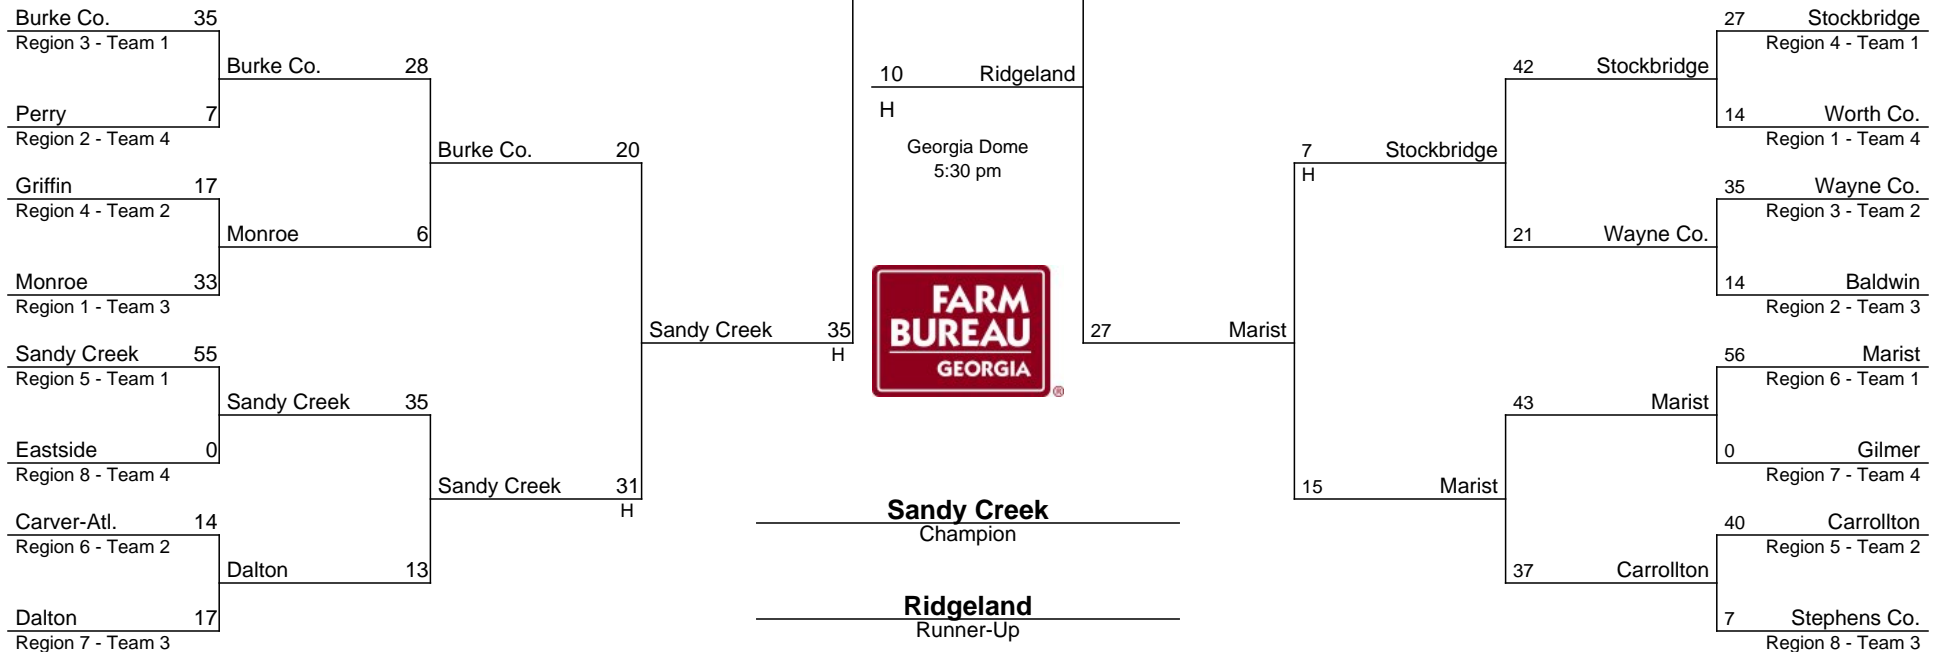 Burke Co. 35
Region 3 - Team 1
Burke Co. 28
Perry 7
Region 2 - Team 4
Burke Co. 20
Griffin 17
Region 4 - Team 2
Monroe 6
Monroe 33
Region 1 - Team 3
Sandy Creek 35
H
Sandy Creek 55
Region 5 - Team 1
Sandy Creek 35
Eastside 0
Region 8 - Team 4
Sandy Creek 31
H
Carver-Atl. 14
Region 6 - Team 2
Dalton 13
Dalton 17
Region 7 - Team 3
10 Ridgeland
H
Georgia Dome
5:30 pm
FARM
BUREAU
GEORGIA
®
Sandy Creek
Champion
Ridgeland
Runner-Up
27 Stockbridge
Region 4 - Team 1
42 Stockbridge
14 Worth Co.
Region 1 - Team 4
7 Stockbridge
H
35 Wayne Co.
Region 3 - Team 2
21 Wayne Co.
14 Baldwin
Region 2 - Team 3
27 Marist
56 Marist
Region 6 - Team 1
43 Marist
0 Gilmer
Region 7 - Team 4
15 Marist
40 Carrollton
Region 5 - Team 2
37 Carrollton
7 Stephens Co.
Region 8 - Team 3